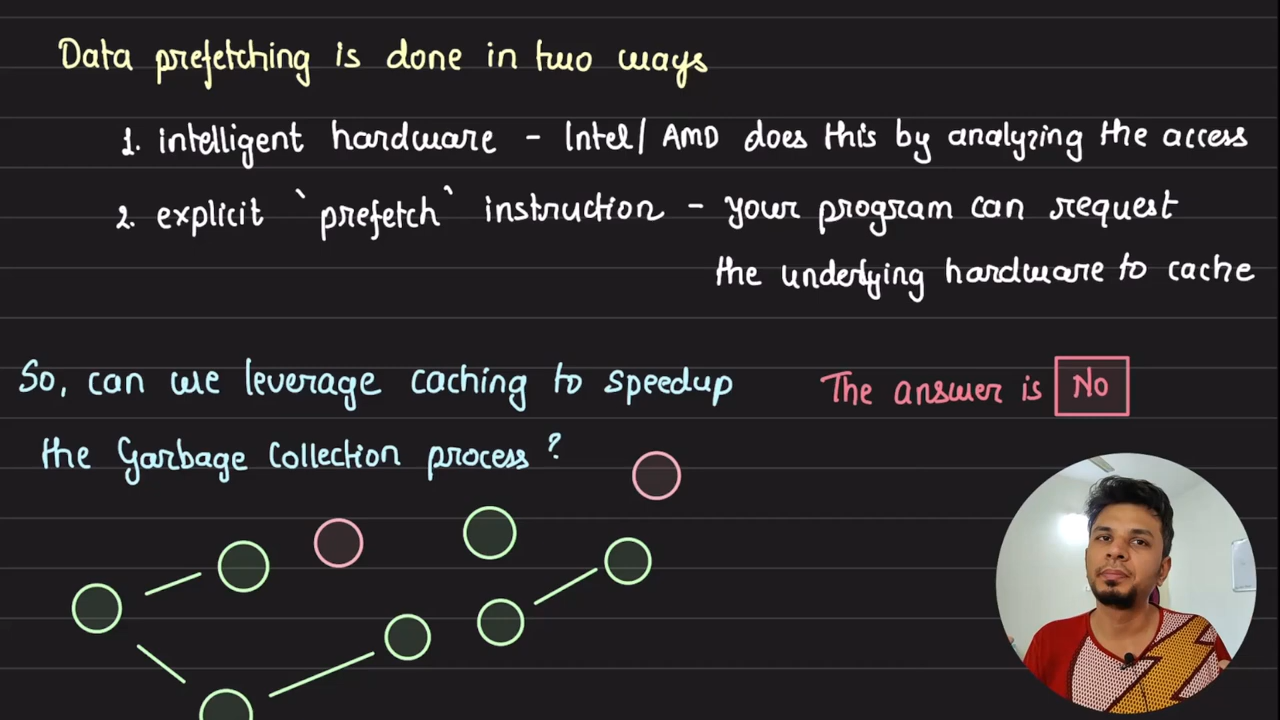 Data prefetching is done in two ways
1. intelligent hardware - Intel/ AMD does this by analyzing the access
2. explicit `prefetch` instruction - your program can request
the underlying hardware to cache
So, can we leverage caching to speedup
the Garbage Collection process?
The answer is No